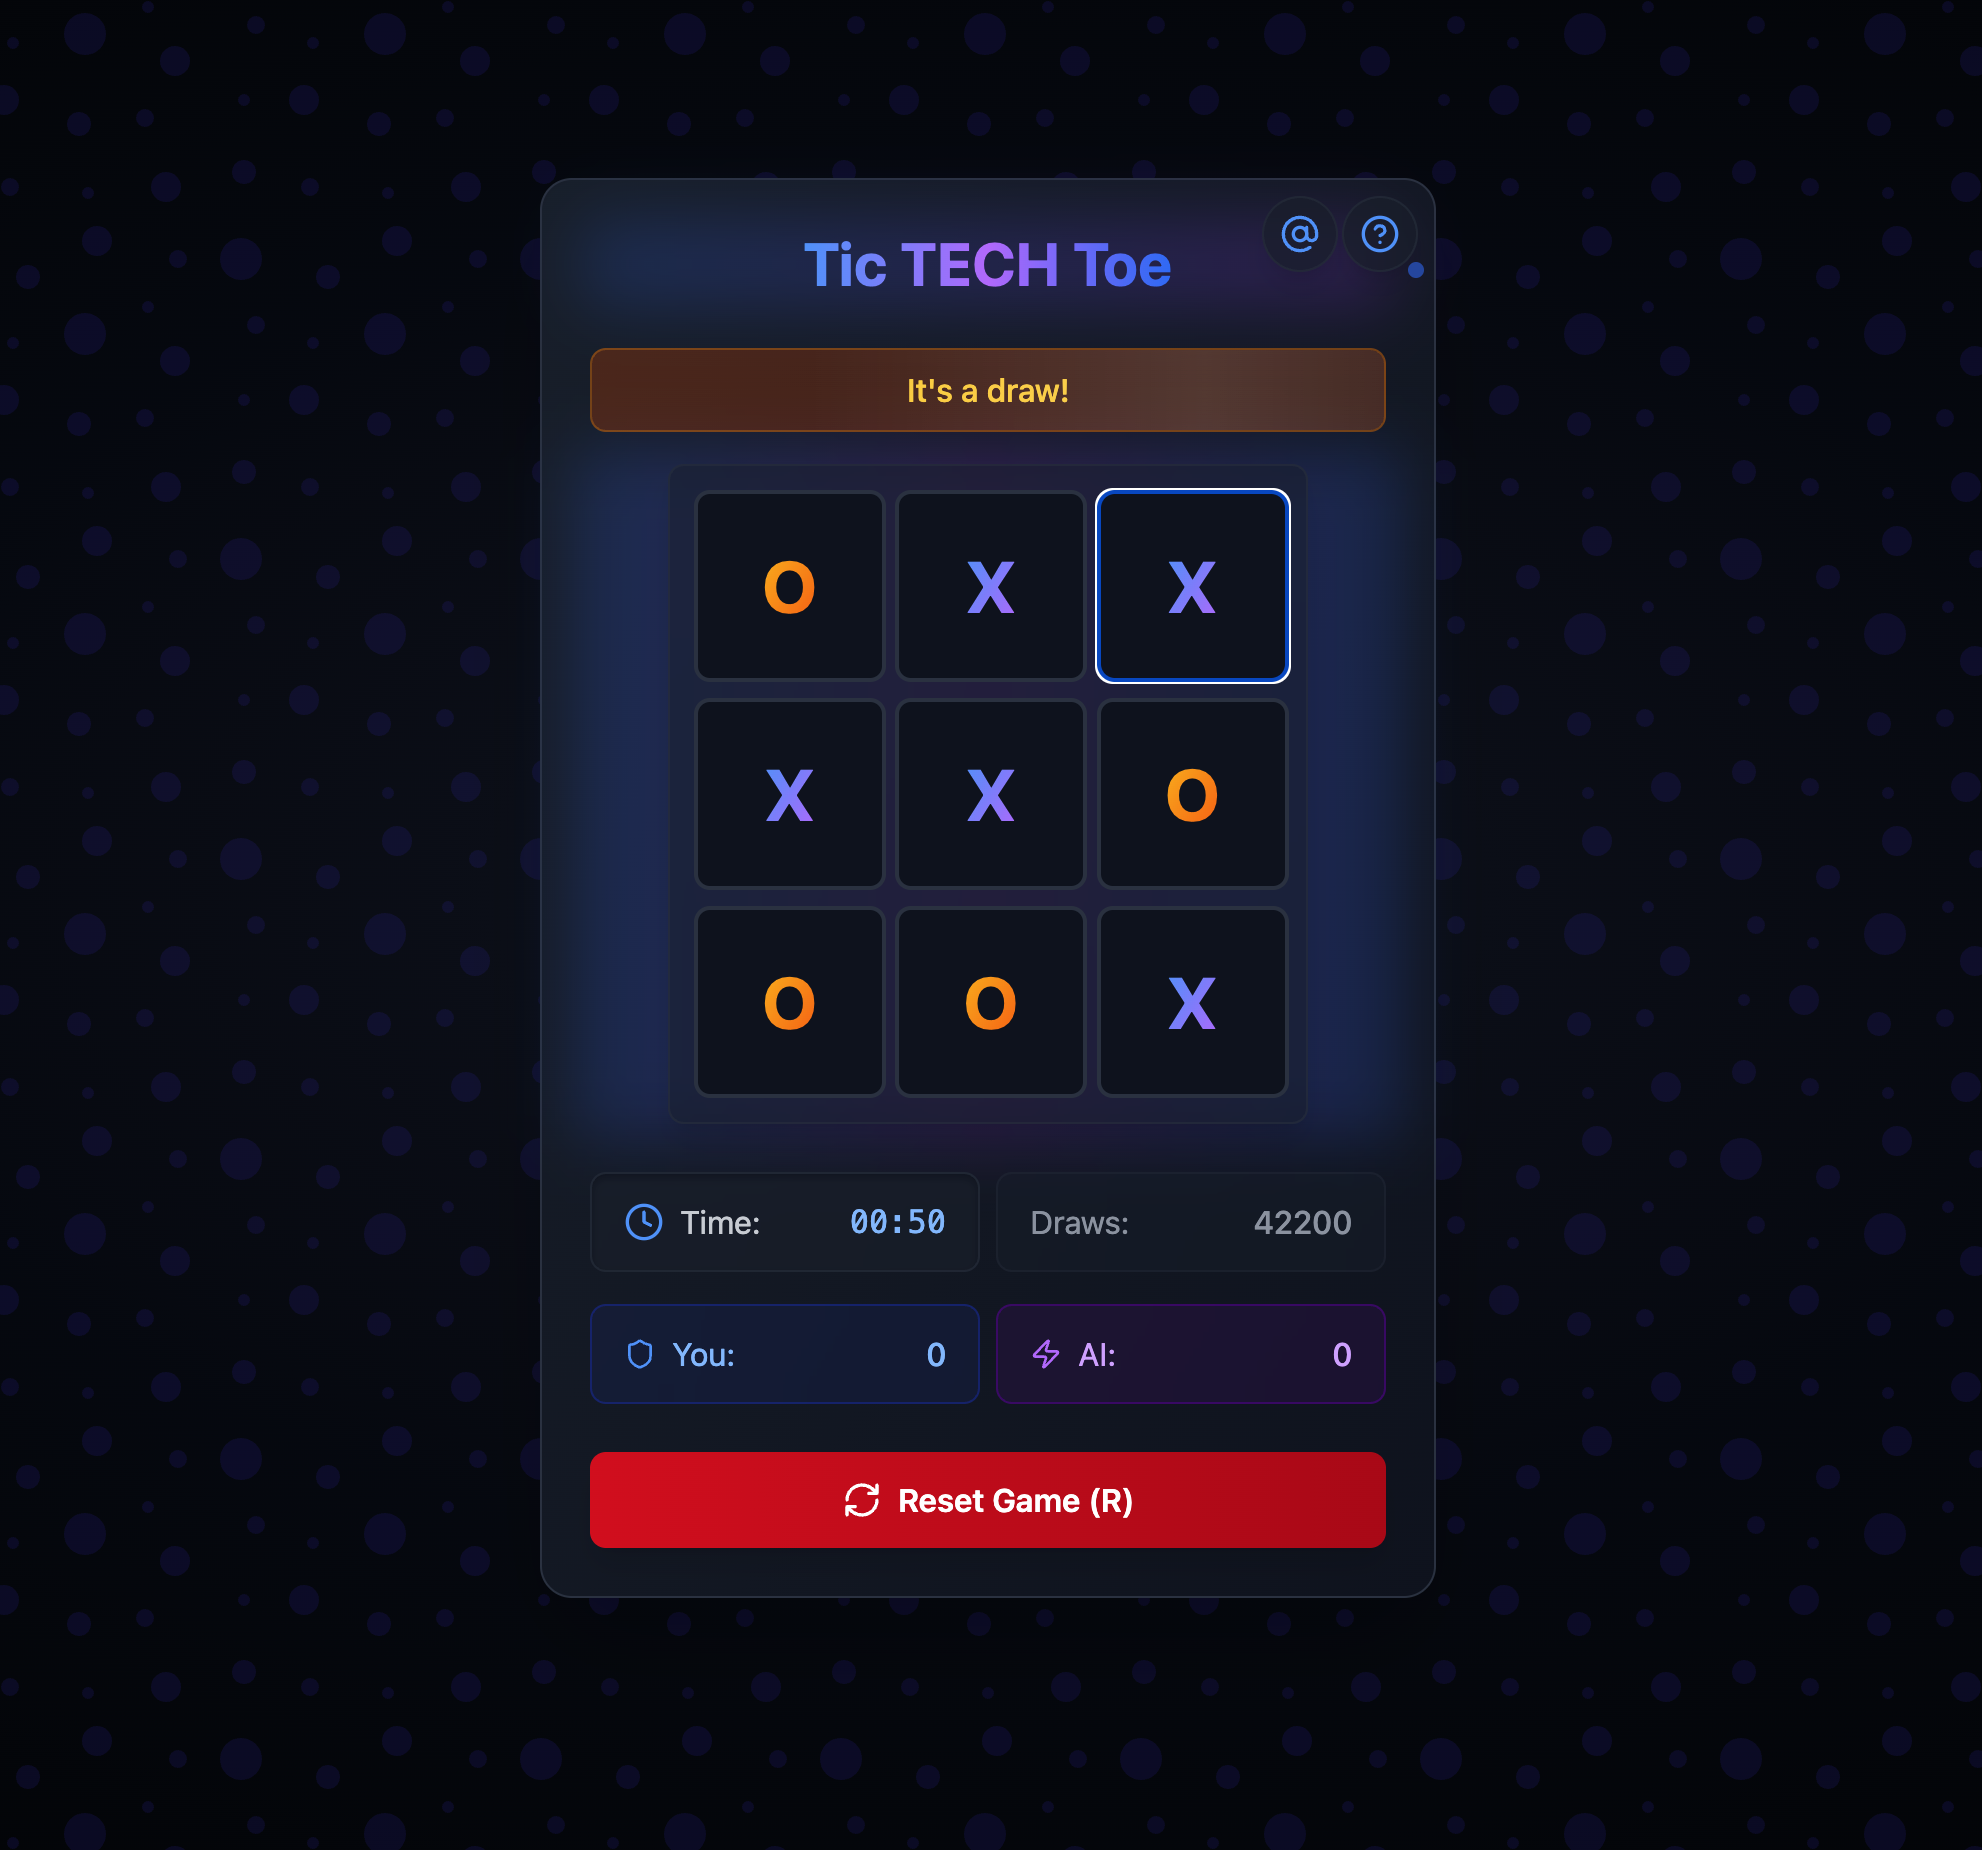 Tic TECH Toe
It's a draw!
O X X
X X O
O O X
Time: 00:50
Draws: 42200
You: 0
AI: 0
Reset Game (R)